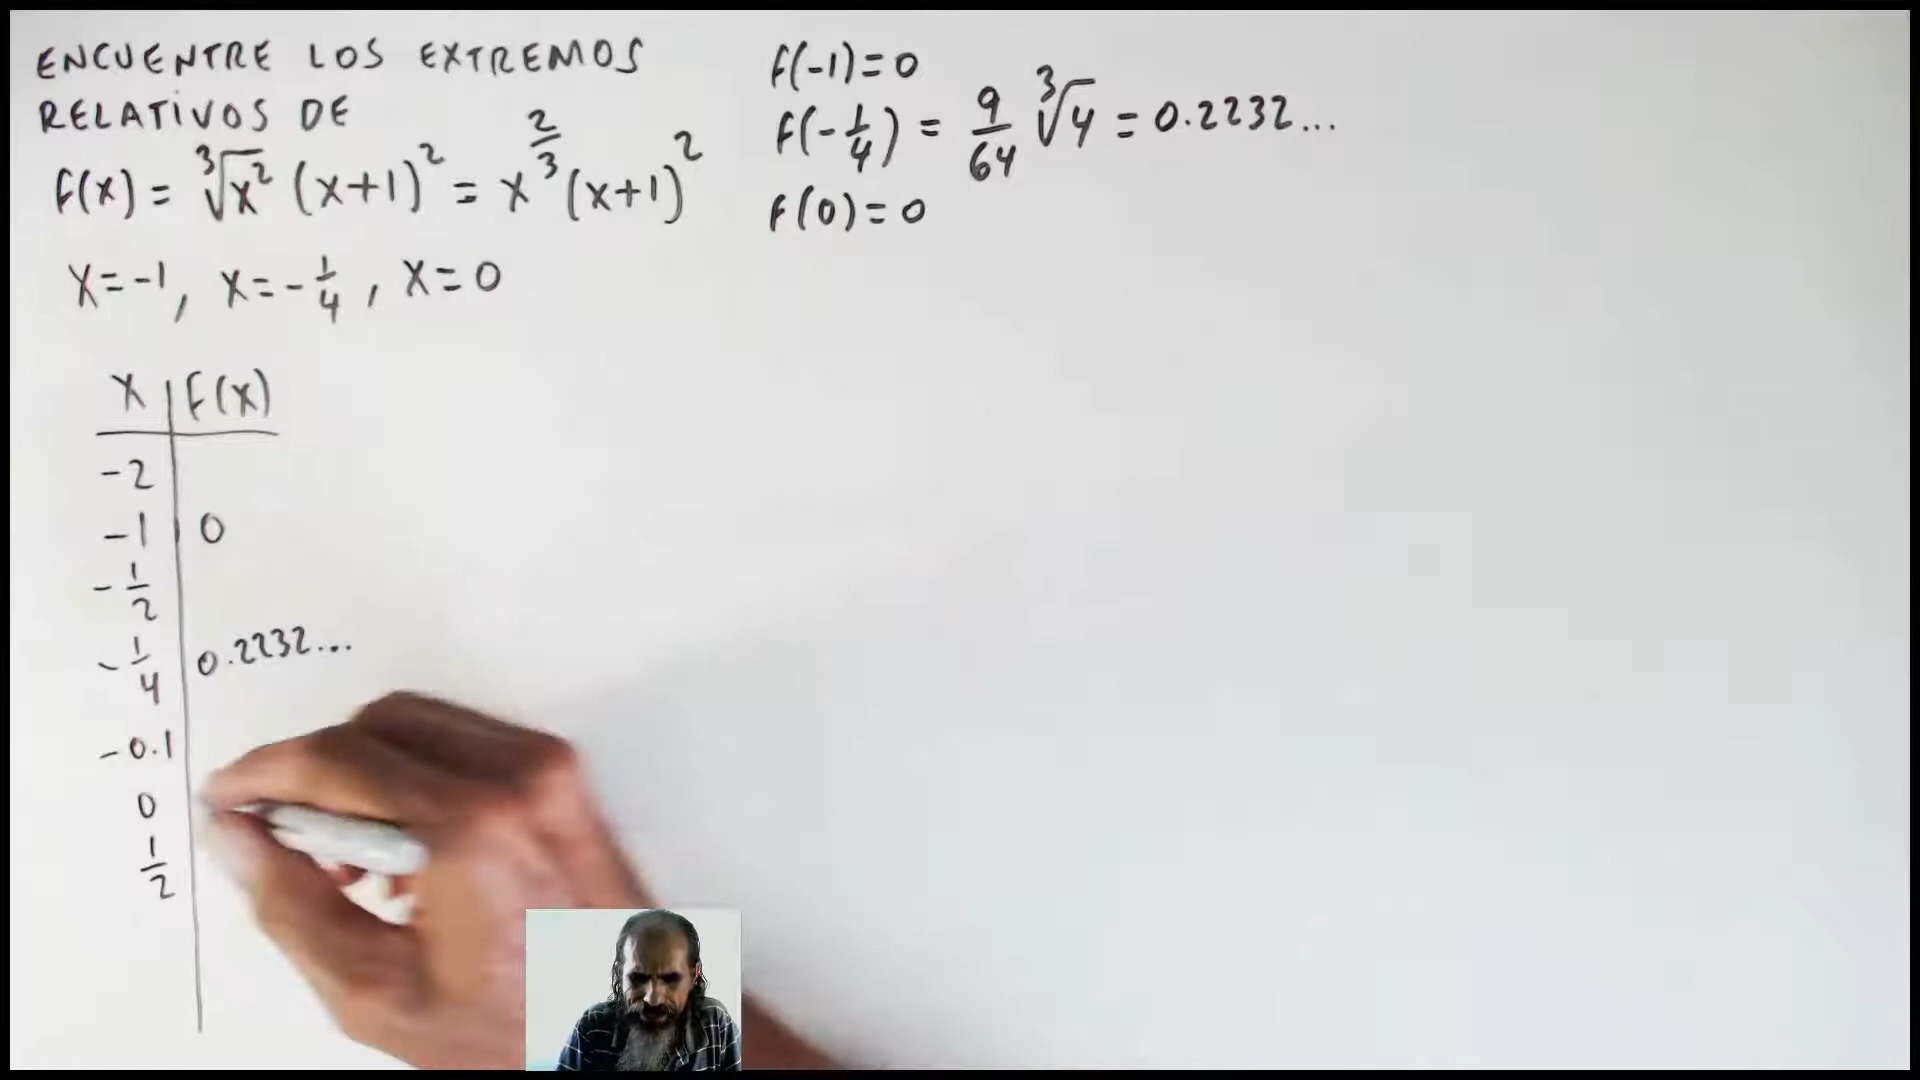 ENCUENTRE LOS EXTREMOS
RELATIVOS DE
f(x) = ∛x² (x+1)² = x^(2/3) (x+1)²
x=-1, x=-1/4, x=0
f(-1)=0
f(-1/4) = 9/64 ∛4 = 0.2232...
f(0)=0
x | f(x)
-2
-1 | 0
-1/2
-1/4 | 0.2232...
-0.1
0
1/2